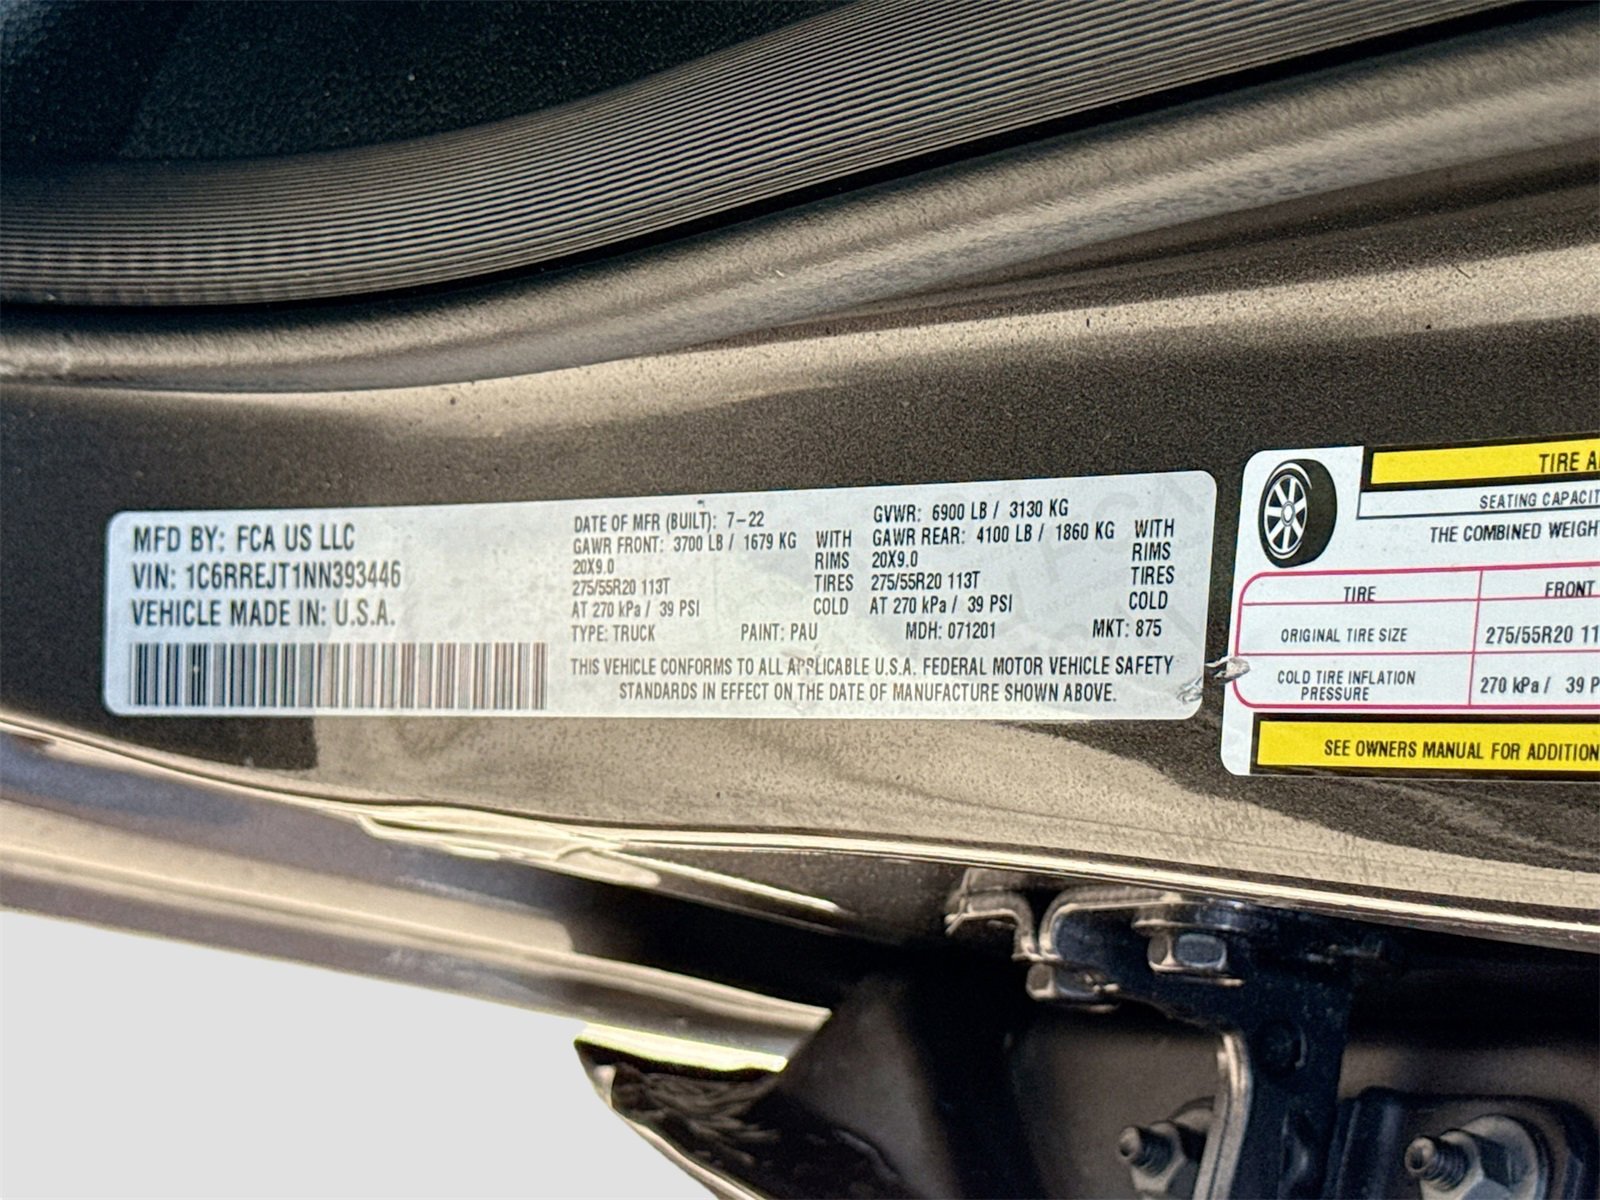 MFD BY: FCA US LLC
VIN: 1C6RREJT1NN393446
VEHICLE MADE IN: U.S.A.
DATE OF MFR (BUILT): 7-22
GAWR FRONT: 3700 LB / 1679 KG WITH
20X9.0 RIMS
275/55R20 113T TIRES
AT 270 kPa / 39 PSI COLD
GVWR: 6900 LB / 3130 KG
GAWR REAR: 4100 LB / 1860 KG WITH
20X9.0 RIMS
275/55R20 113T TIRES
AT 270 kPa / 39 PSI COLD
TYPE: TRUCK PAINT: PAU MDH: 071201 MKT: 875
THIS VEHICLE CONFORMS TO ALL APPLICABLE U.S.A. FEDERAL MOTOR VEHICLE SAFETY
STANDARDS IN EFFECT ON THE DATE OF MANUFACTURE SHOWN ABOVE.
TIRE
SEATING
THE COMBINED
TIRE FRONT
ORIGINAL TIRE SIZE 275/55R20
COLD TIRE INFLATION
PRESSURE 270 kPa / 39
SEE OWNERS MANUAL FOR